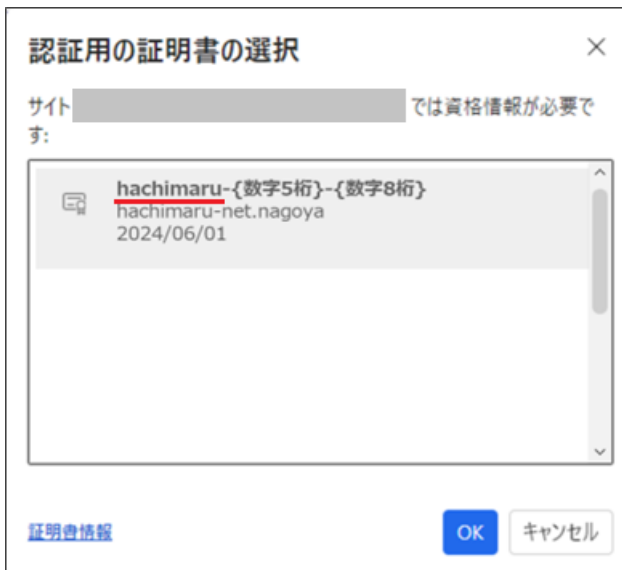 認証用の証明書の選択
サイト では資格情報が必要で
す:
hachimaru-{数字5桁}-{数字8桁}
hachimaru-net.nagoya
2024/06/01
証明書情報
OK キャンセル